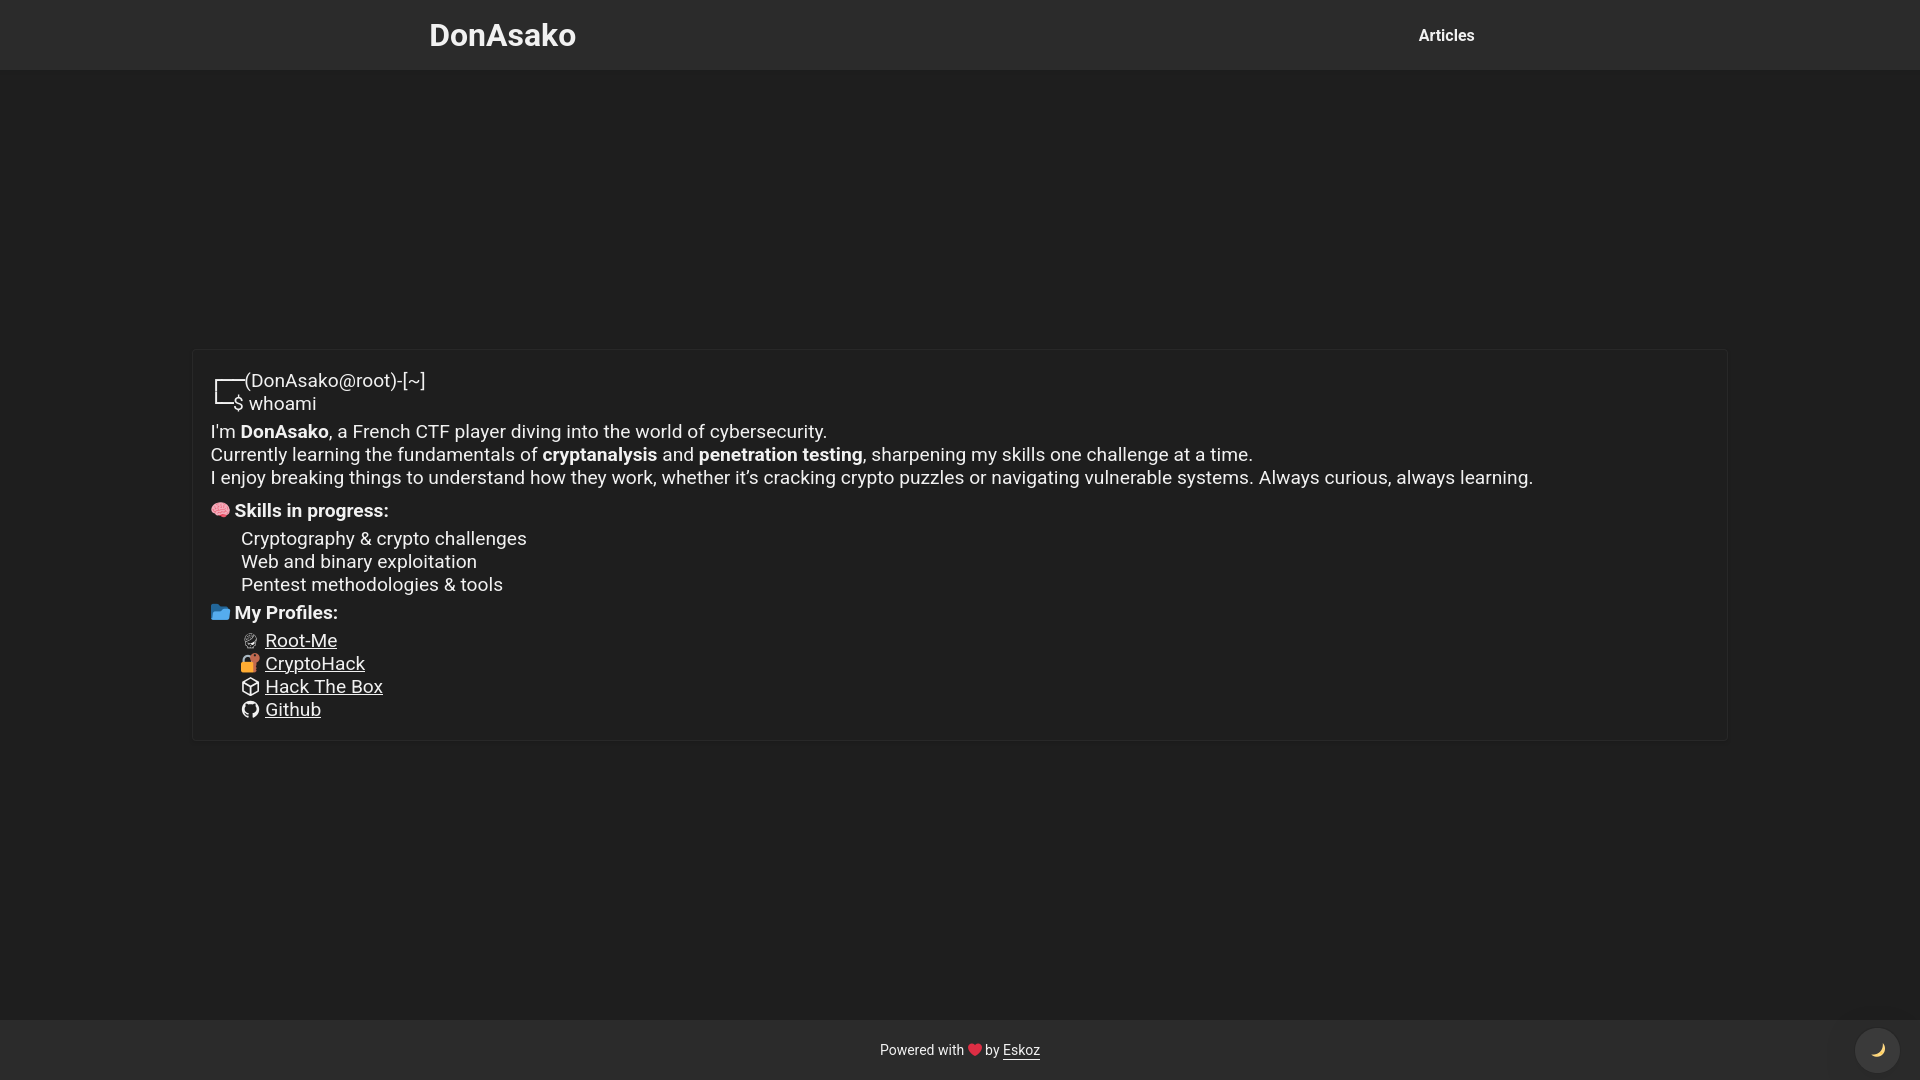 DonAsako
Articles
┌──(DonAsako@root)-[~]
└─$ whoami
I'm DonAsako, a French CTF player diving into the world of cybersecurity.
Currently learning the fundamentals of cryptanalysis and penetration testing, sharpening my skills one challenge at a time.
I enjoy breaking things to understand how they work, whether it’s cracking crypto puzzles or navigating vulnerable systems. Always curious, always learning.
🧠 Skills in progress:
Cryptography & crypto challenges
Web and binary exploitation
Pentest methodologies & tools
📂 My Profiles:
Root-Me
🔐 CryptoHack
Hack The Box
Github
Powered with ❤️ by Eskoz